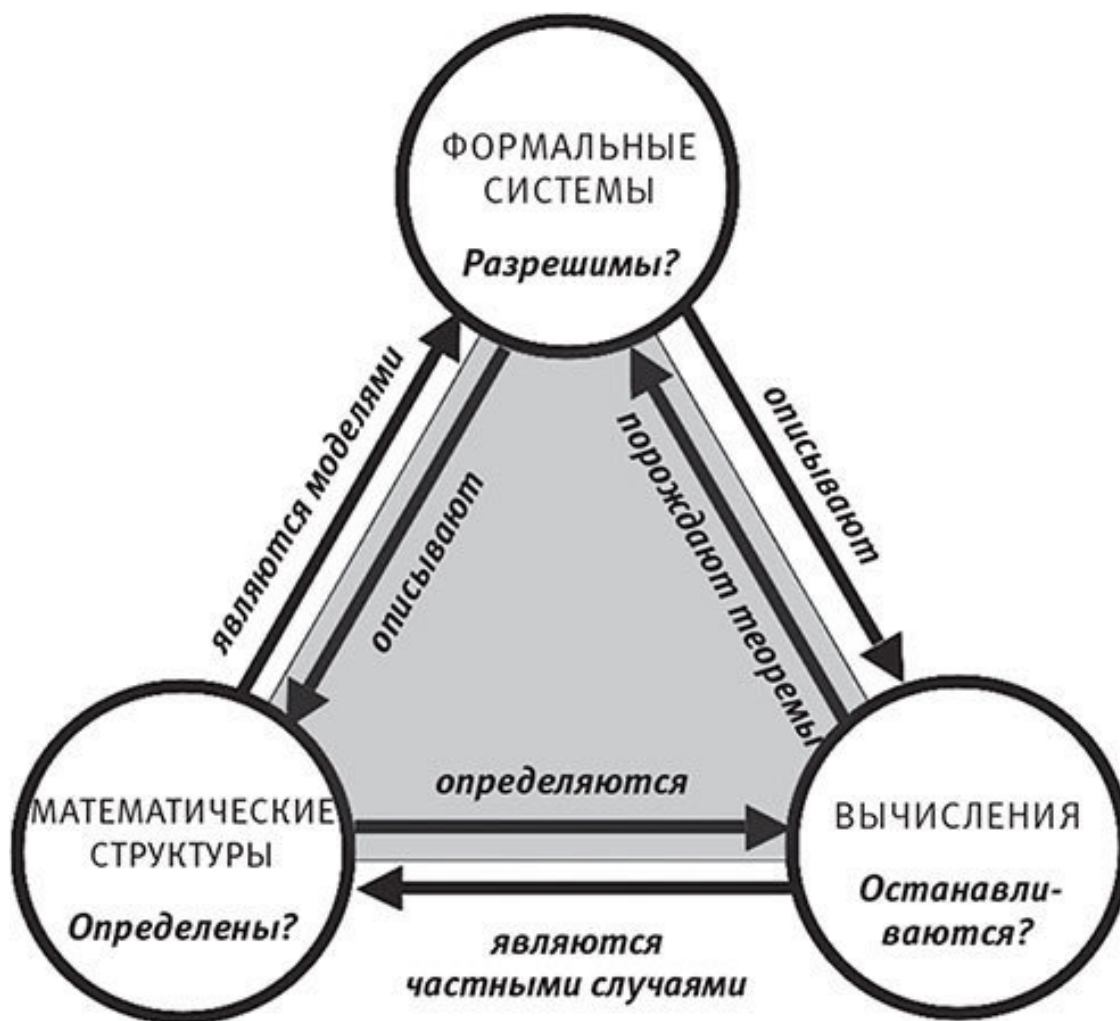 ФОРМАЛЬНЫЕ
СИСТЕМЫ
Разрешимы?
являются моделями
описывают
порождают теоремы
описывают
МАТЕМАТИЧЕСКИЕ
СТРУКТУРЫ
Определены?
определяются
являются
частными случаями
ВЫЧИСЛЕНИЯ
Останавли-
ваются?